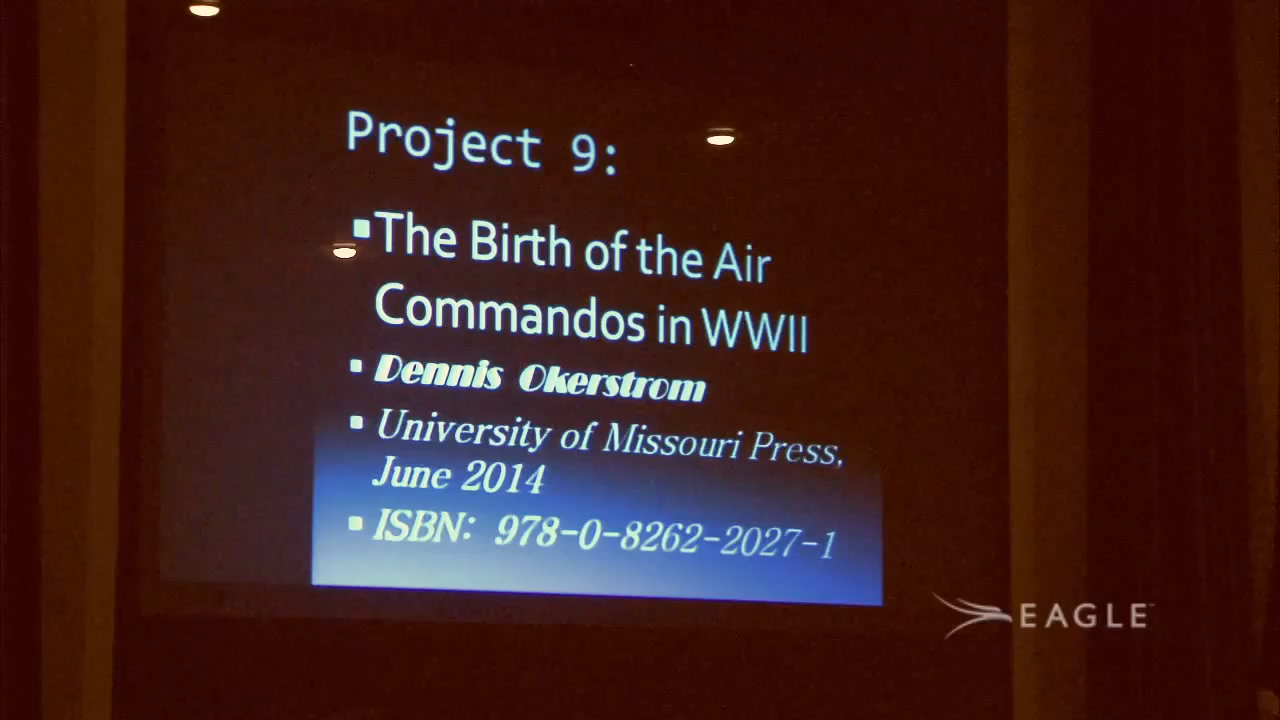 Project 9:
▪The Birth of the Air
Commandos in WWII
▪ Dennis Okerstrom
▪ University of Missouri Press,
June 2014
▪ ISBN: 978-0-8262-2027-1
EAGLE™